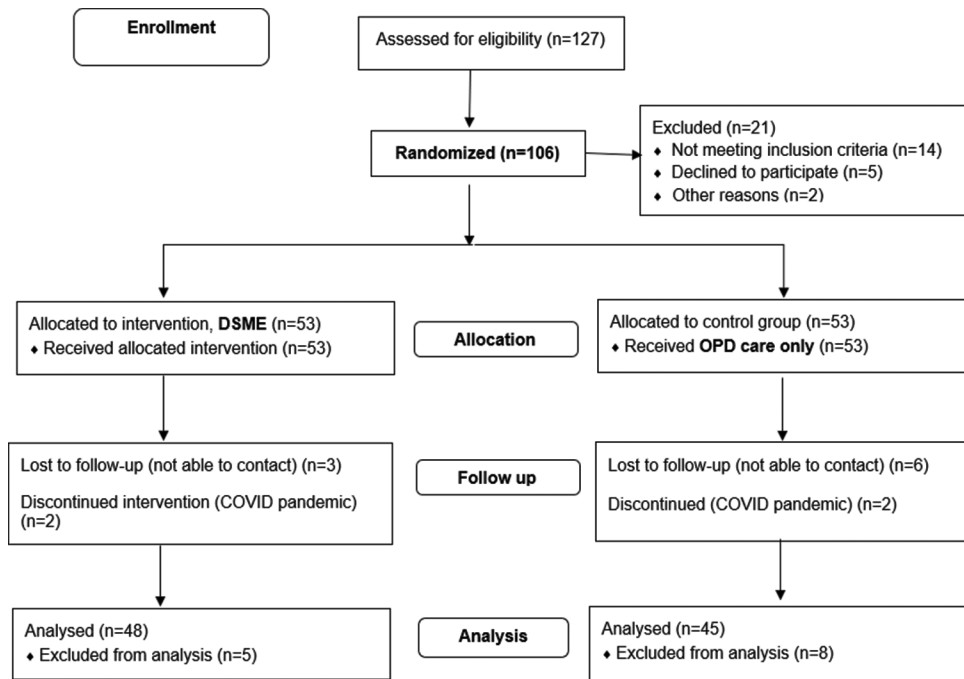 Enrollment
Assessed for eligibility (n=127)
Randomized (n=106)
Excluded (n=21)
♦ Not meeting inclusion criteria (n=14)
♦ Declined to participate (n=5)
♦ Other reasons (n=2)
Allocated to intervention, DSME (n=53)
♦ Received allocated intervention (n=53)
Allocation
Allocated to control group (n=53)
♦ Received OPD care only (n=53)
Lost to follow-up (not able to contact) (n=3)
Discontinued intervention (COVID pandemic)
(n=2)
Follow up
Lost to follow-up (not able to contact) (n=6)
Discontinued (COVID pandemic) (n=2)
Analysed (n=48)
♦ Excluded from analysis (n=5)
Analysis
Analysed (n=45)
♦ Excluded from analysis (n=8)